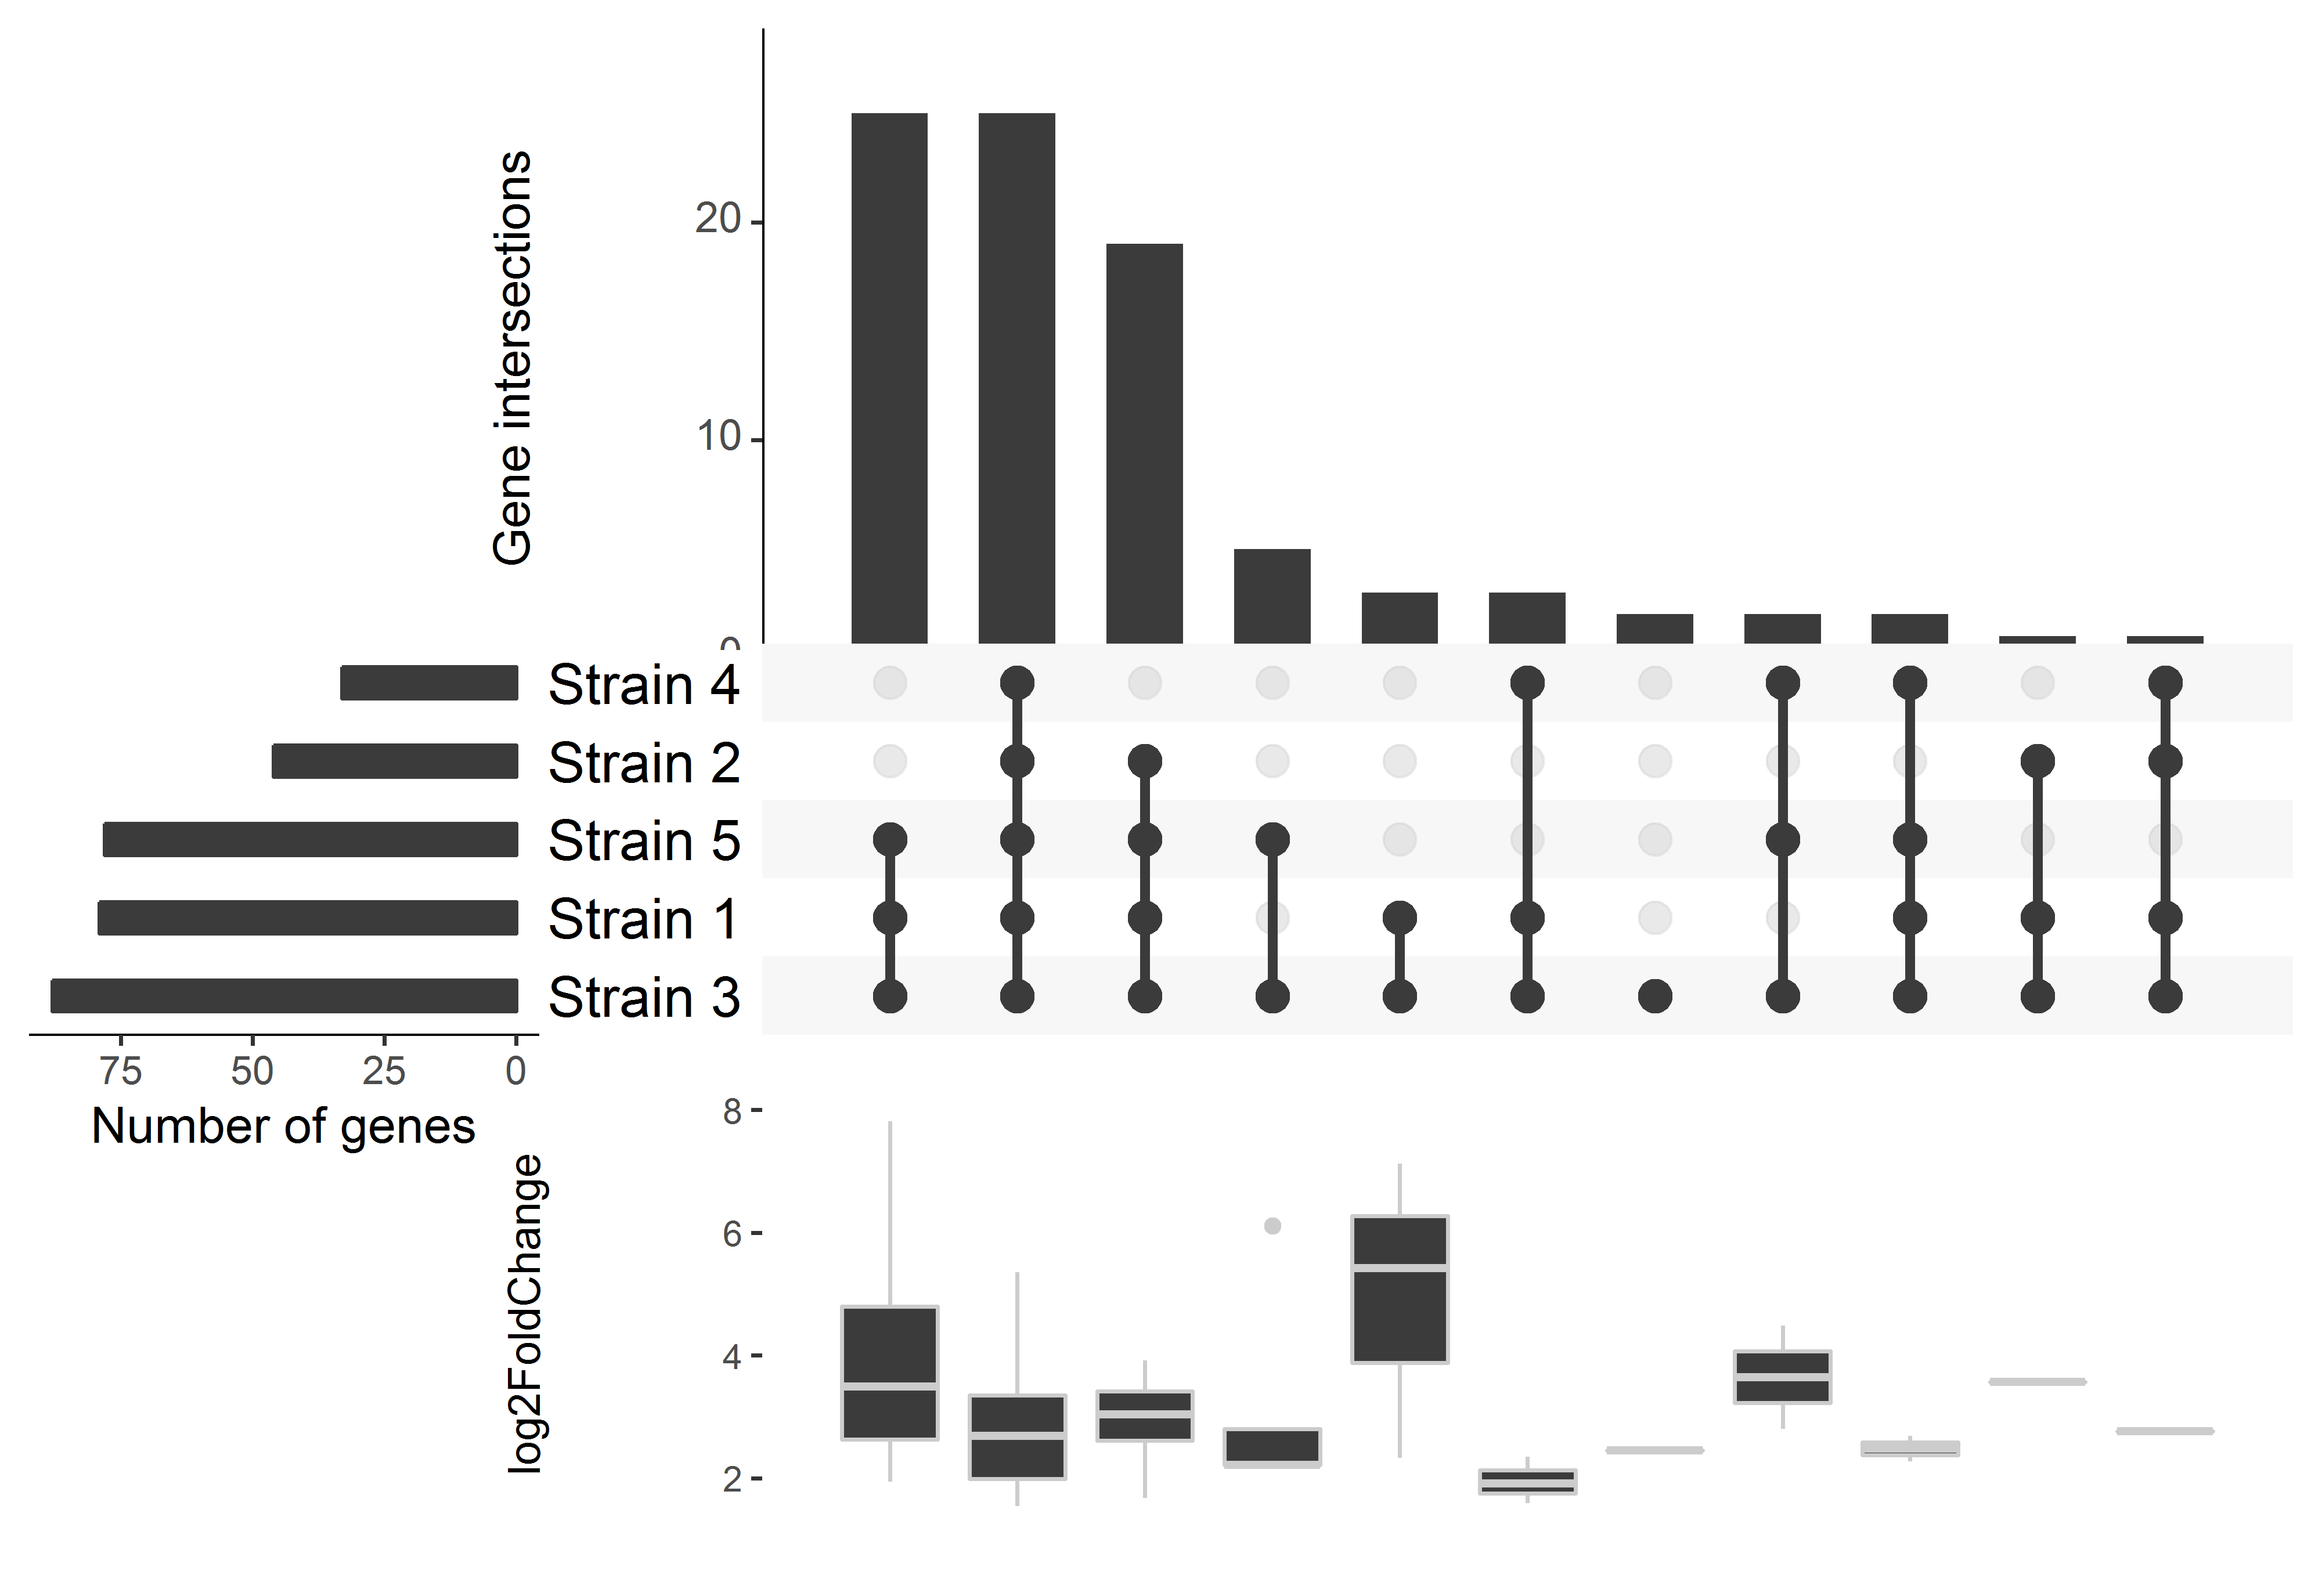 Gene intersections
20
10
0
Strain 4
Strain 2
Strain 5
Strain 1
Strain 3
75 50 25 0
Number of genes
log2FoldChange
8
6
4
2